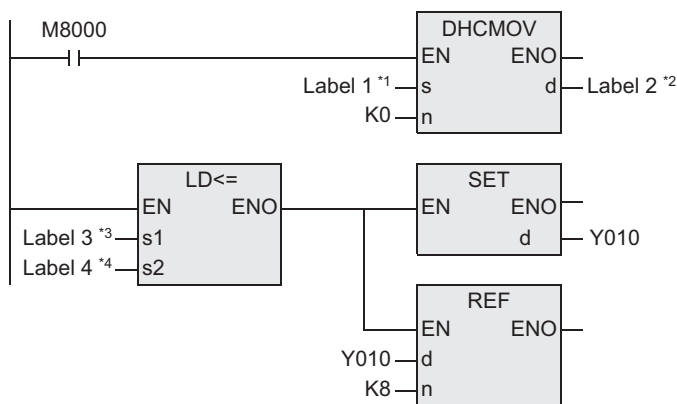 M8000
DHCMOV
EN ENO
Label 1 *1 s d Label 2 *2
K0 n
LD<=
EN ENO
Label 3 *3 s1
Label 4 *4 s2
SET
EN ENO
d Y010
REF
EN ENO
Y010 d
K8 n